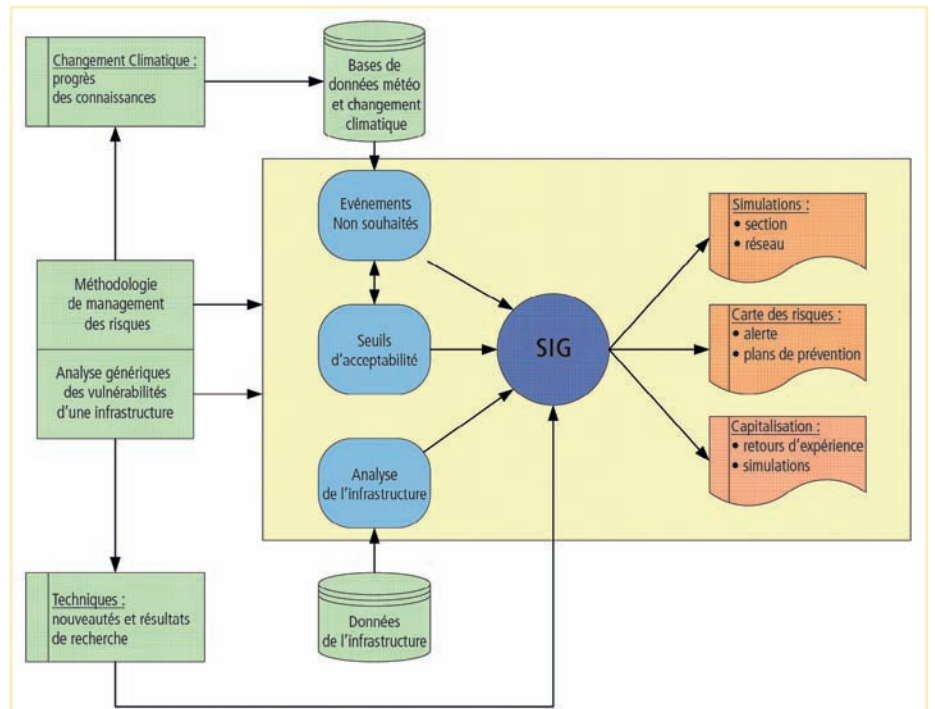 Changement Climatique :
progrès
des connaissances
Bases de
données météo
et changement
climatique
Evénements
Non souhaités
Simulations :
• section
• réseau
Méthodologie
de management
des risques
Seuils
d'acceptabilité
SIG
Carte des risques :
• alerte
• plans de prévention
Analyse génériques
des vulnérabilités
d'une infrastructure
Capitalisation :
• retours d'expérience
• simulations
Analyse
de l'infrastructure
Techniques :
nouveautés et résultats
de recherche
Données
de l'infrastructure